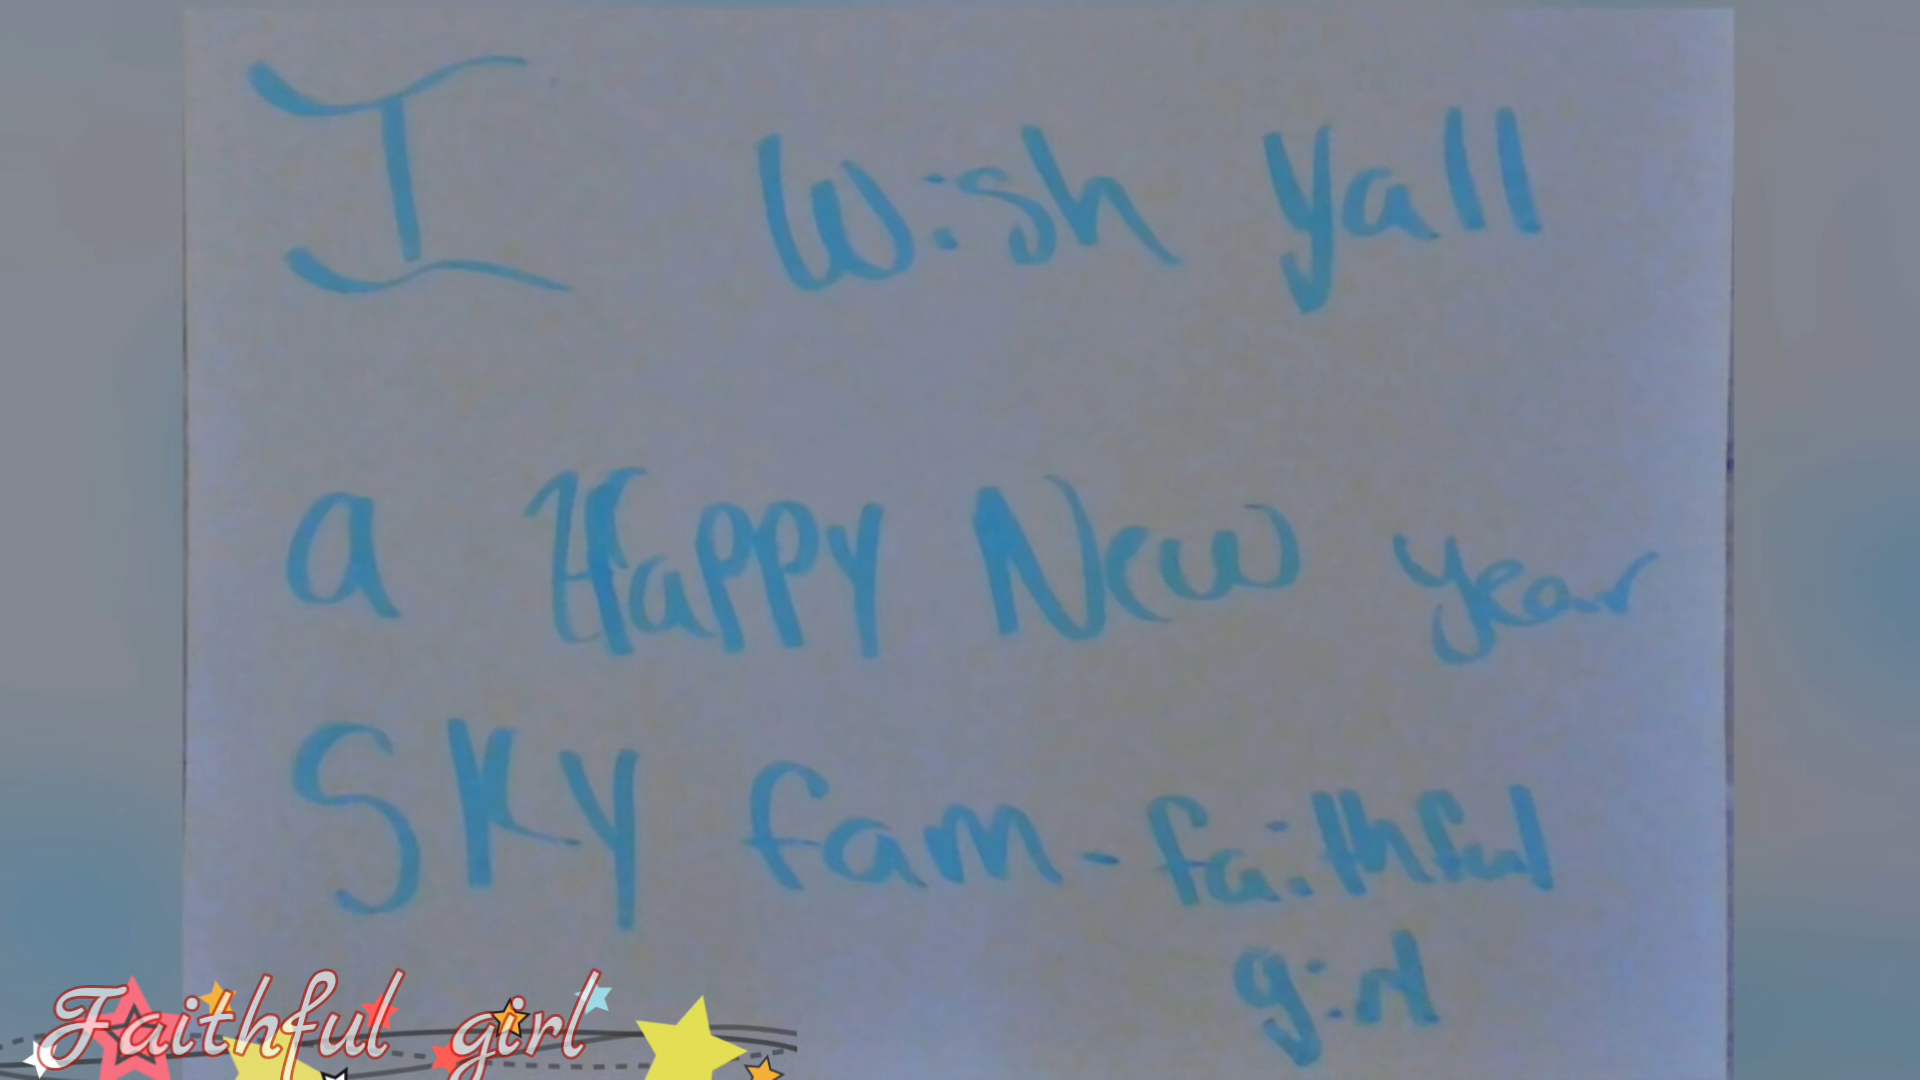 I Wish yall
a Happy New year
SKY fam - faithful
girl
Faithful girl